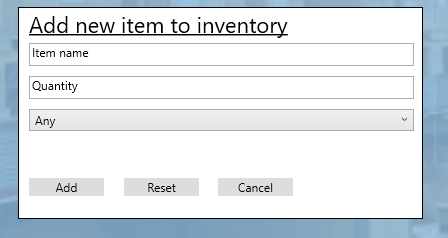 Add new item to inventory
Item name
Quantity
Any
Add Reset Cancel